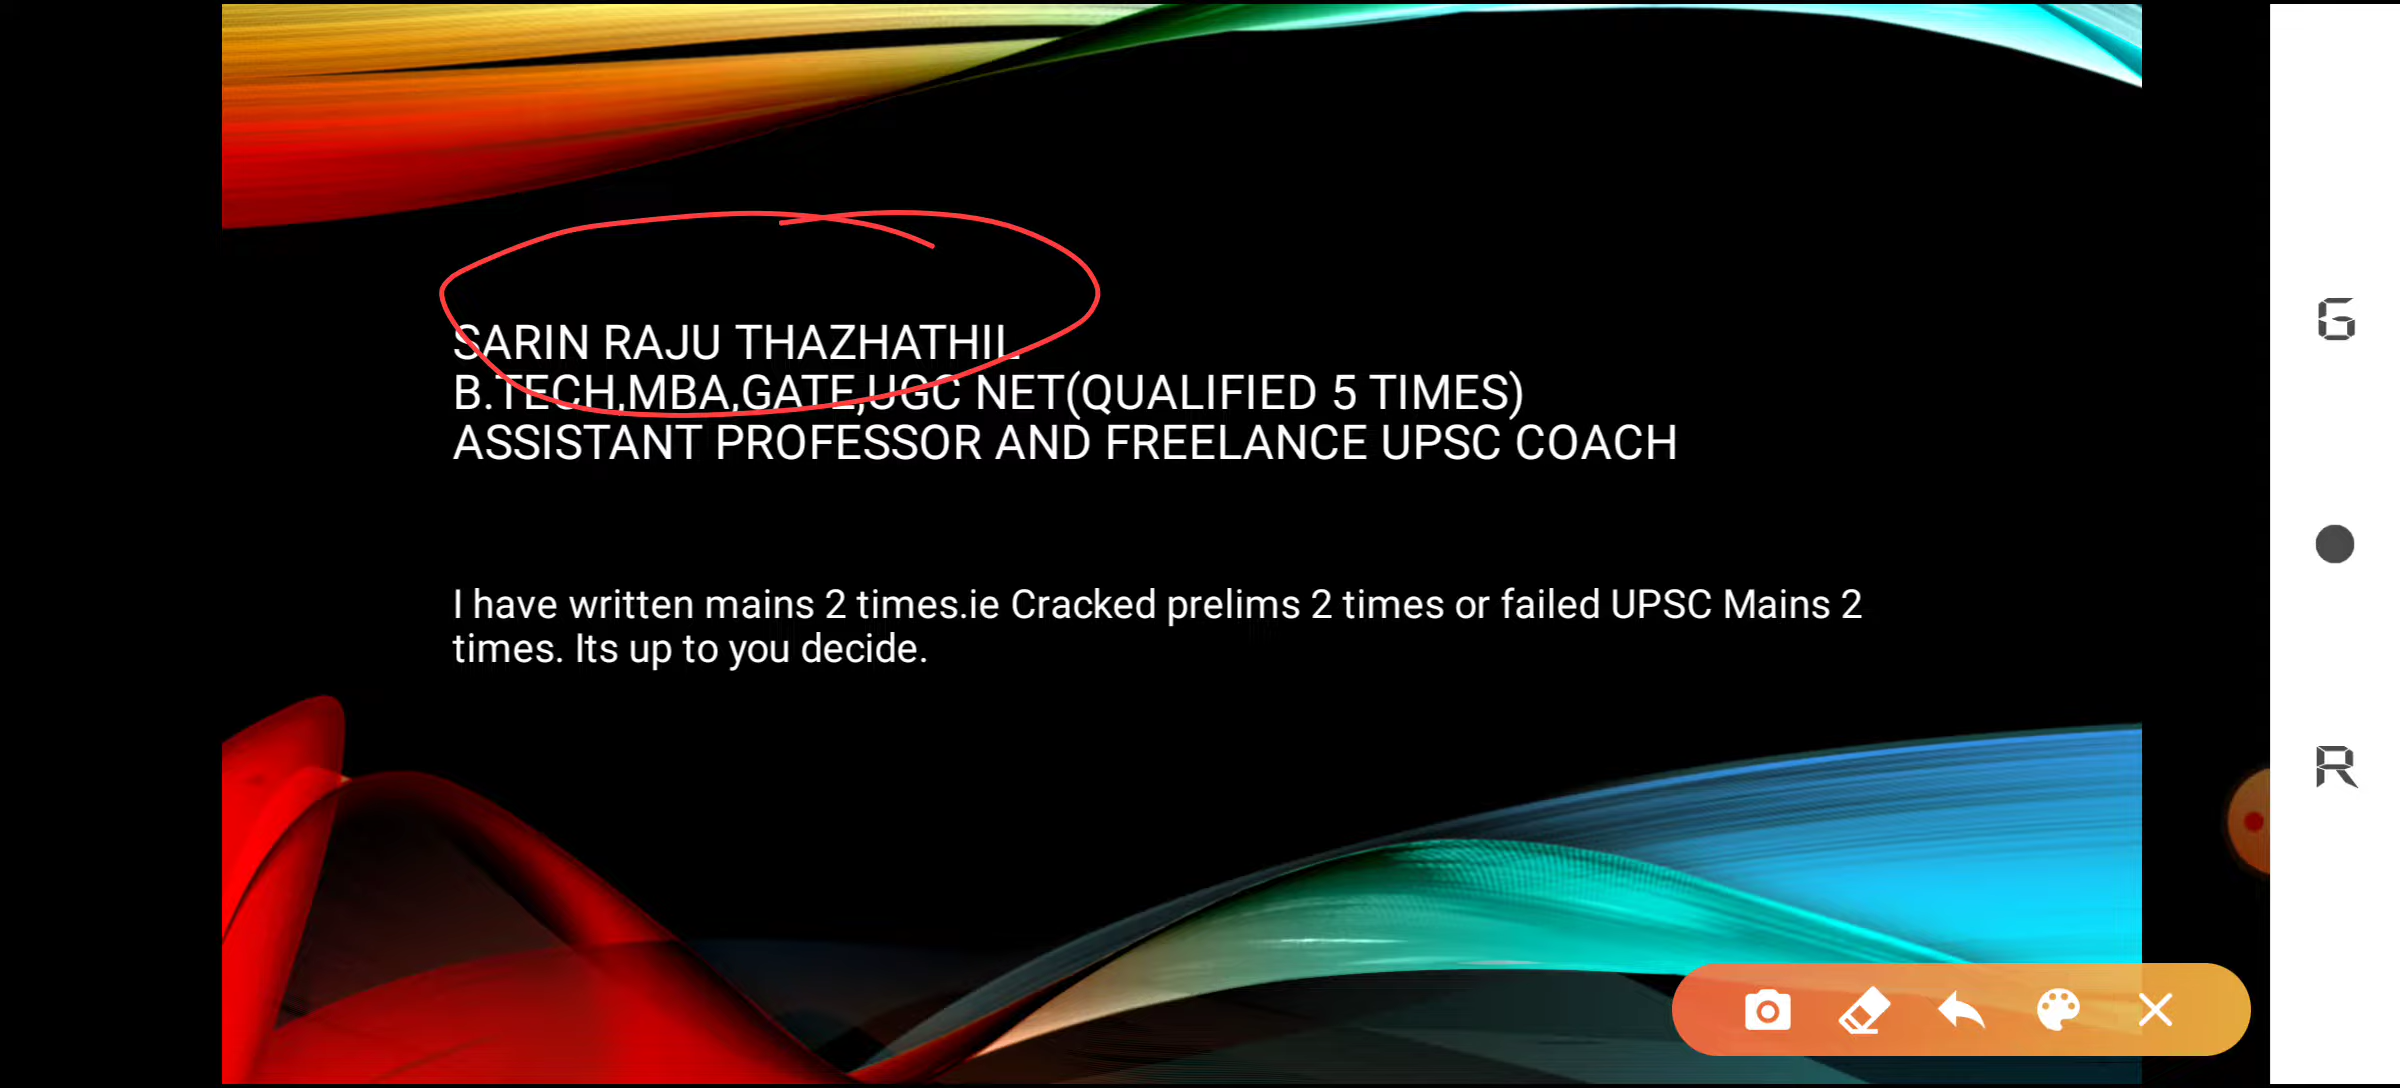 SARIN RAJU THAZHATHIL
B.TECH,MBA,GATE,UGC NET(QUALIFIED 5 TIMES)
ASSISTANT PROFESSOR AND FREELANCE UPSC COACH
I have written mains 2 times.ie Cracked prelims 2 times or failed UPSC Mains 2
times. Its up to you decide.
G
R